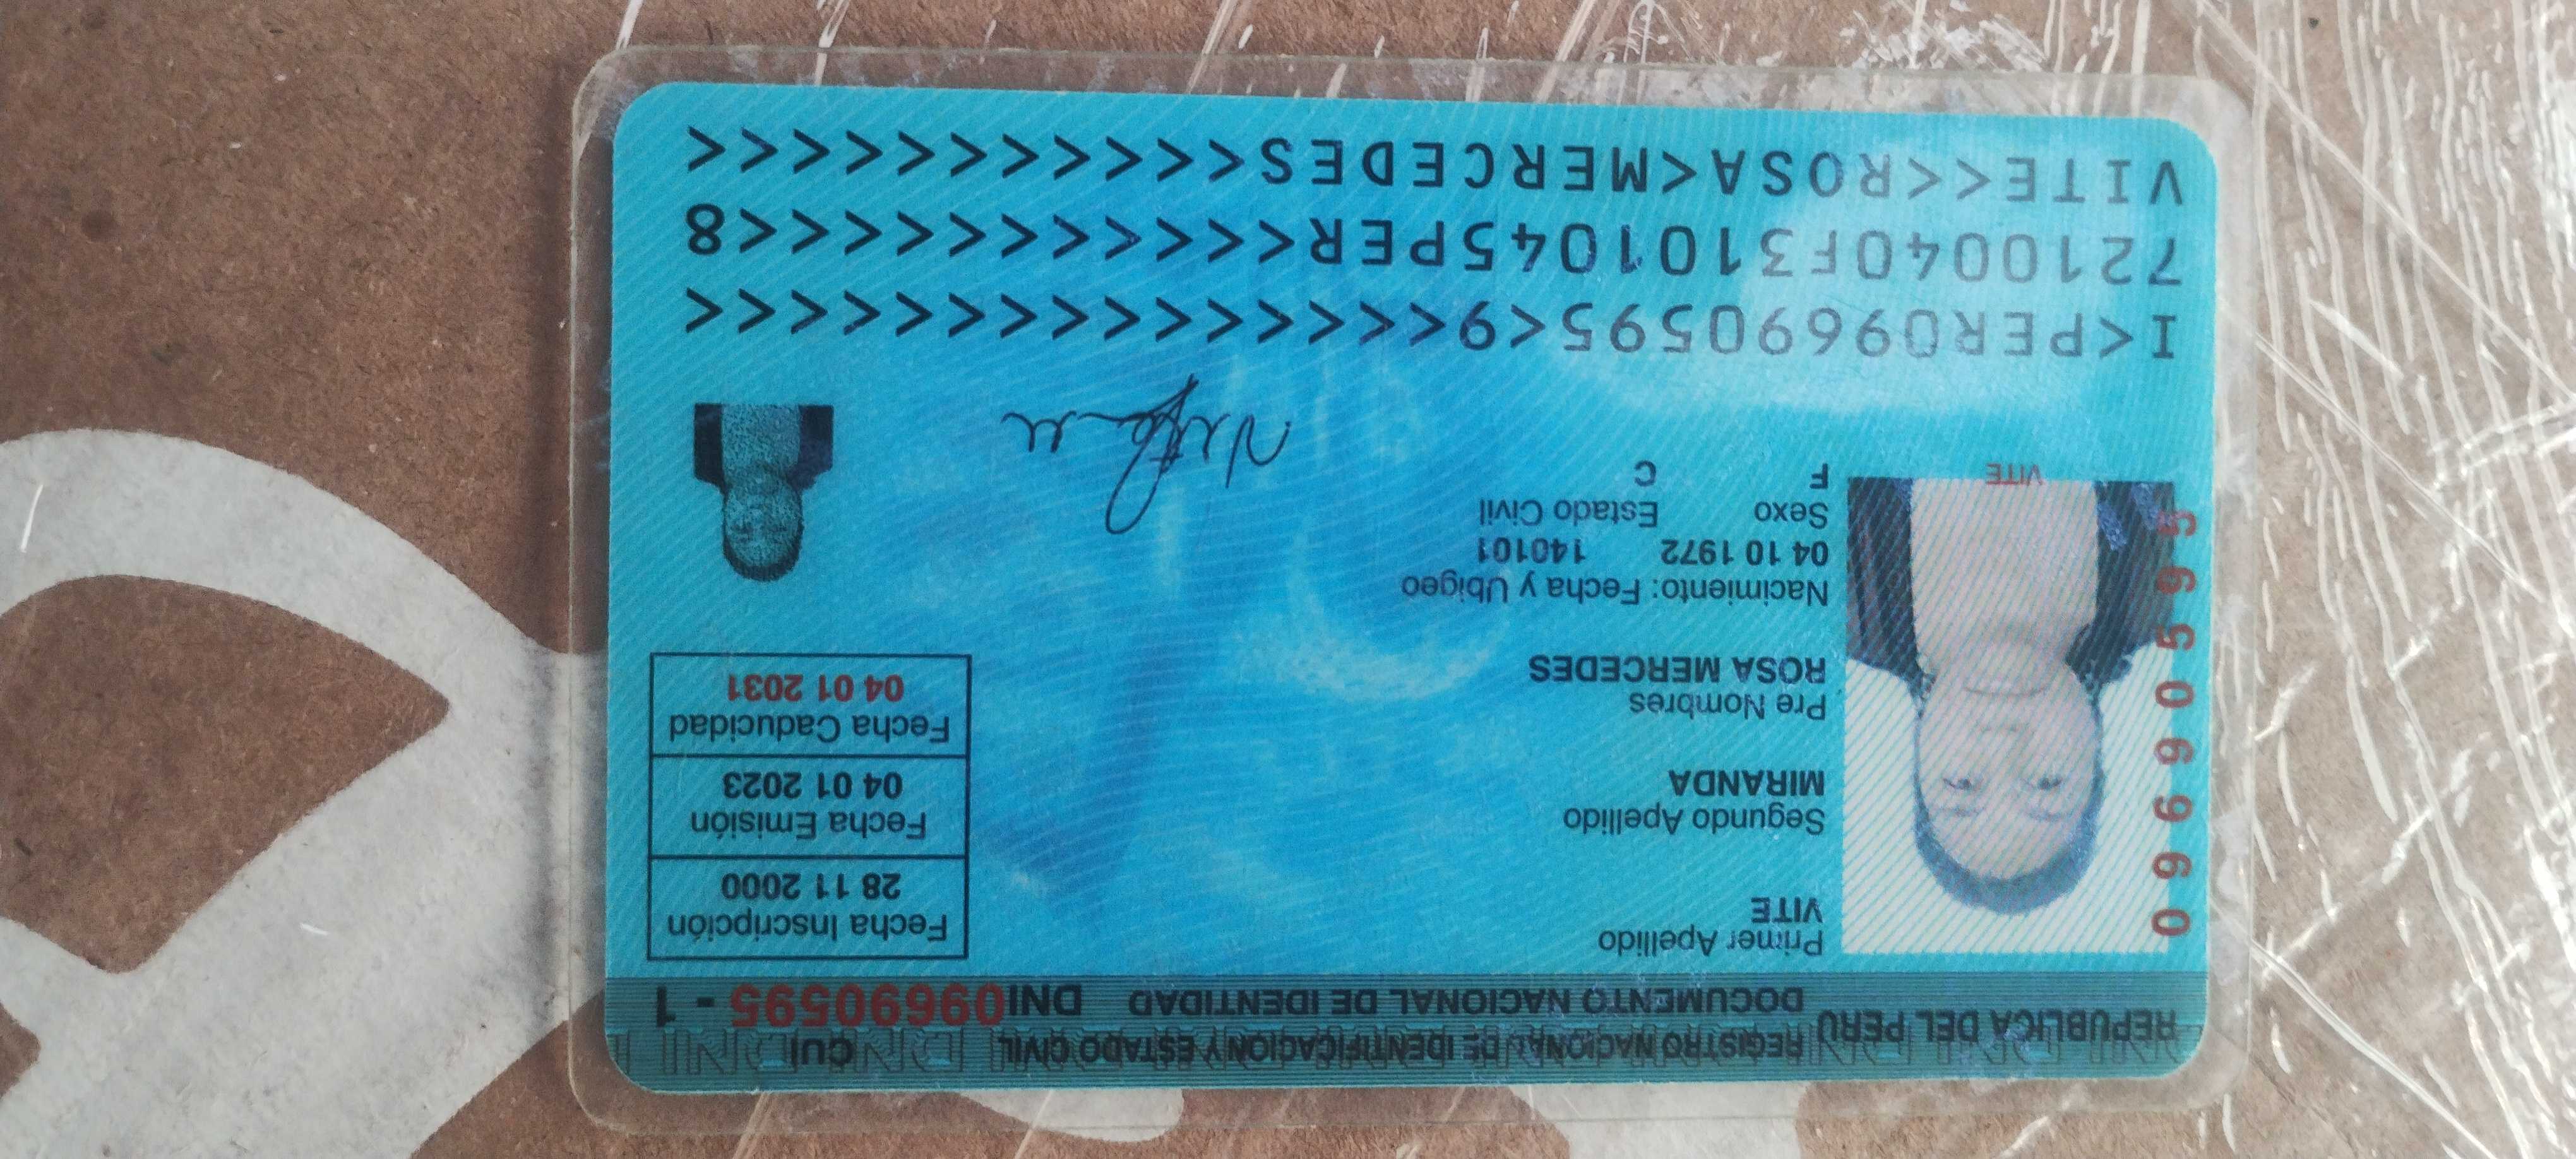 REPUBLICA DEL PERU
REGISTRO NACIONAL DE IDENTIFICACION Y ESTADO CIVIL
CUI
DOCUMENTO NACIONAL DE IDENTIDAD
DNI09690595 - 1
09690595
Primer Apellido
VITE
Segundo Apellido
MIRANDA
Pre Nombres
ROSA MERCEDES
Nacimiento: Fecha y Ubigeo
04 10 1972 140101
Sexo Estado Civil
F C
VITE
Fecha Inscripción
28 11 2000
Fecha Emisión
04 01 2023
Fecha Caducidad
04 01 2031
I<PER09690595<9<<<<<<<<<<<<<<<
7210040F3101045PER<<<<<<<<<<<8
VITE<<ROSA<MERCEDES<<<<<<<<<<<